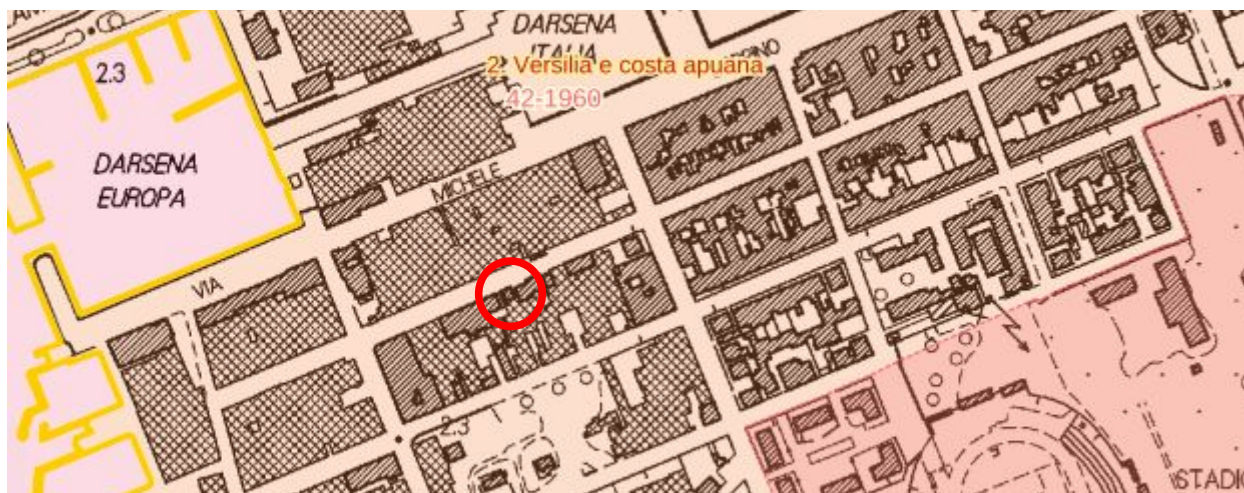 DARSENA
ITALIA
2. Versilia e costa apuana
42-1960
2.3
DARSENA
EUROPA
MICHELE
VIA
2.3
STADIO